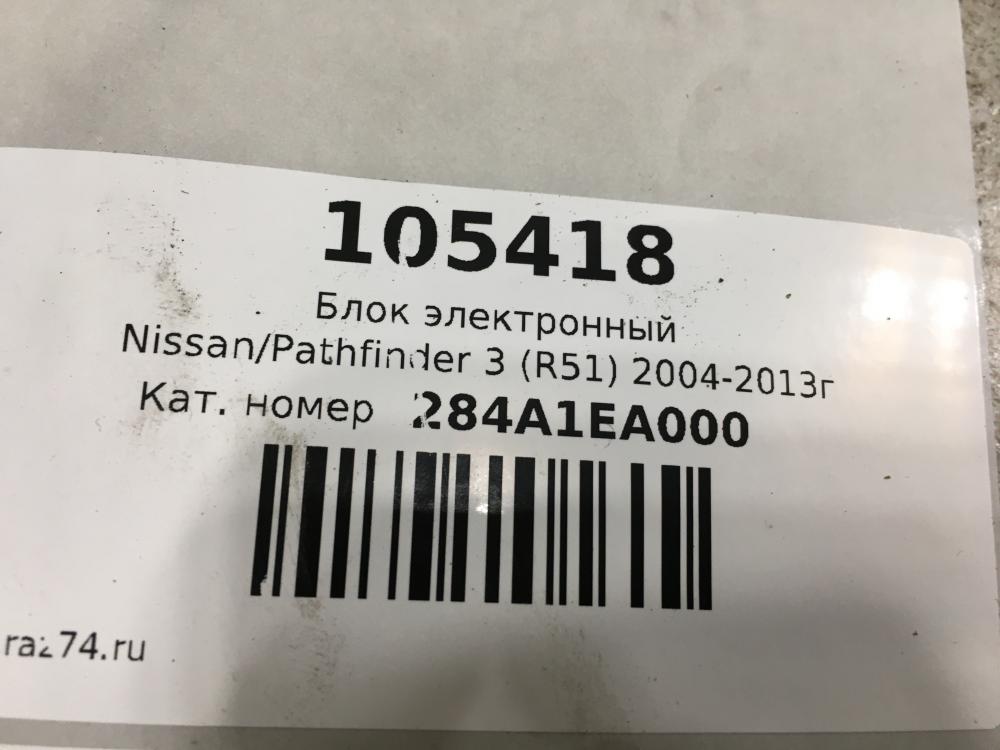 105418
Блок электронный
Nissan/Pathfinder 3 (R51) 2004-2013г
Кат. номер 284A1EA000